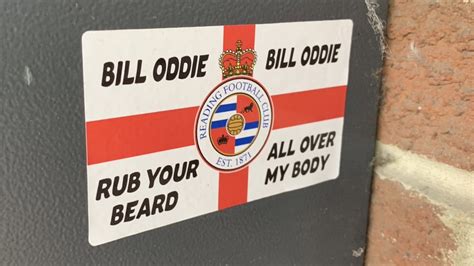 BILL ODDIE
BILL ODDIE
READING FOOTBALL CLUB
EST. 1871
RUB YOUR
BEARD
ALL OVER
MY BODY